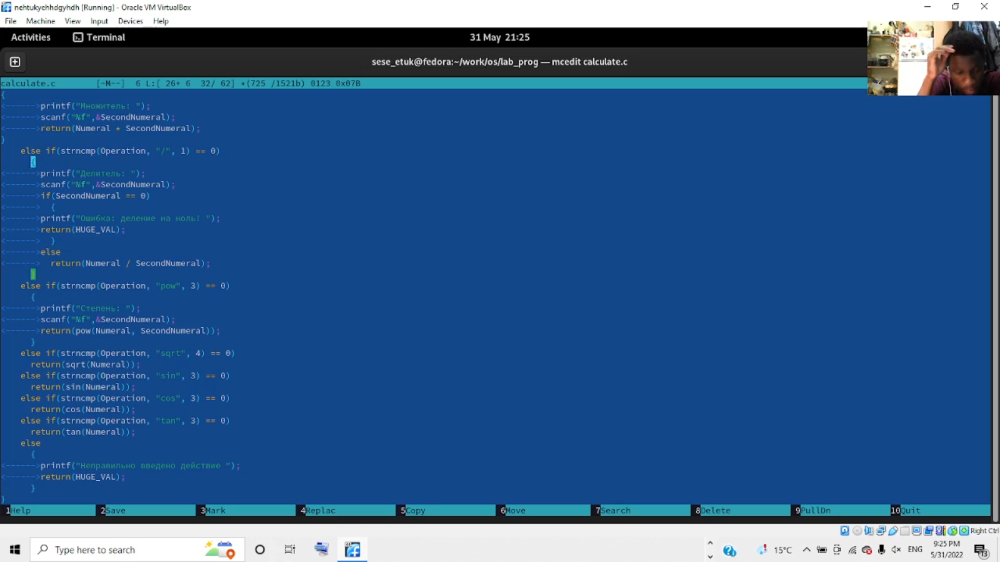 nehtukyehhdgyhdh [Running] - Oracle VM VirtualBox
File Machine View Input Devices Help
Activities Terminal 31 May 21:25
sese_etuk@fedora:~/work/os/lab_prog — mcedit calculate.c
calculate.c [-M--] 6 L:[ 26+ 6 32/ 62] *(725 /1521b) 0123 0x07B
{
<------>printf("Множитель: ");
<------>scanf("%f",&SecondNumeral);
<------>return(Numeral * SecondNumeral);
}
else if(strncmp(Operation, "/", 1) == 0)
{
<------>printf("Делитель: ");
<------>scanf("%f",&SecondNumeral);
<------>if(SecondNumeral == 0)
<------> {
<------>printf("Ошибка: деление на ноль! ");
<------>return(HUGE_VAL);
<------> }
<------>else
<------> return(Numeral / SecondNumeral);
}
else if(strncmp(Operation, "pow", 3) == 0)
{
<------>printf("Степень: ");
<------>scanf("%f",&SecondNumeral);
<------>return(pow(Numeral, SecondNumeral));
}
else if(strncmp(Operation, "sqrt", 4) == 0)
return(sqrt(Numeral));
else if(strncmp(Operation, "sin", 3) == 0)
return(sin(Numeral));
else if(strncmp(Operation, "cos", 3) == 0)
return(cos(Numeral));
else if(strncmp(Operation, "tan", 3) == 0)
return(tan(Numeral));
else
{
<------>printf("Неправильно введено действие ");
<------>return(HUGE_VAL);
}
}
1Help 2Save 3Mark 4Replac 5Copy 6Move 7Search 8Delete 9PullDn 10Quit
Right Ctrl
Type here to search 15°C ENG 9:25 PM
5/31/2022 13